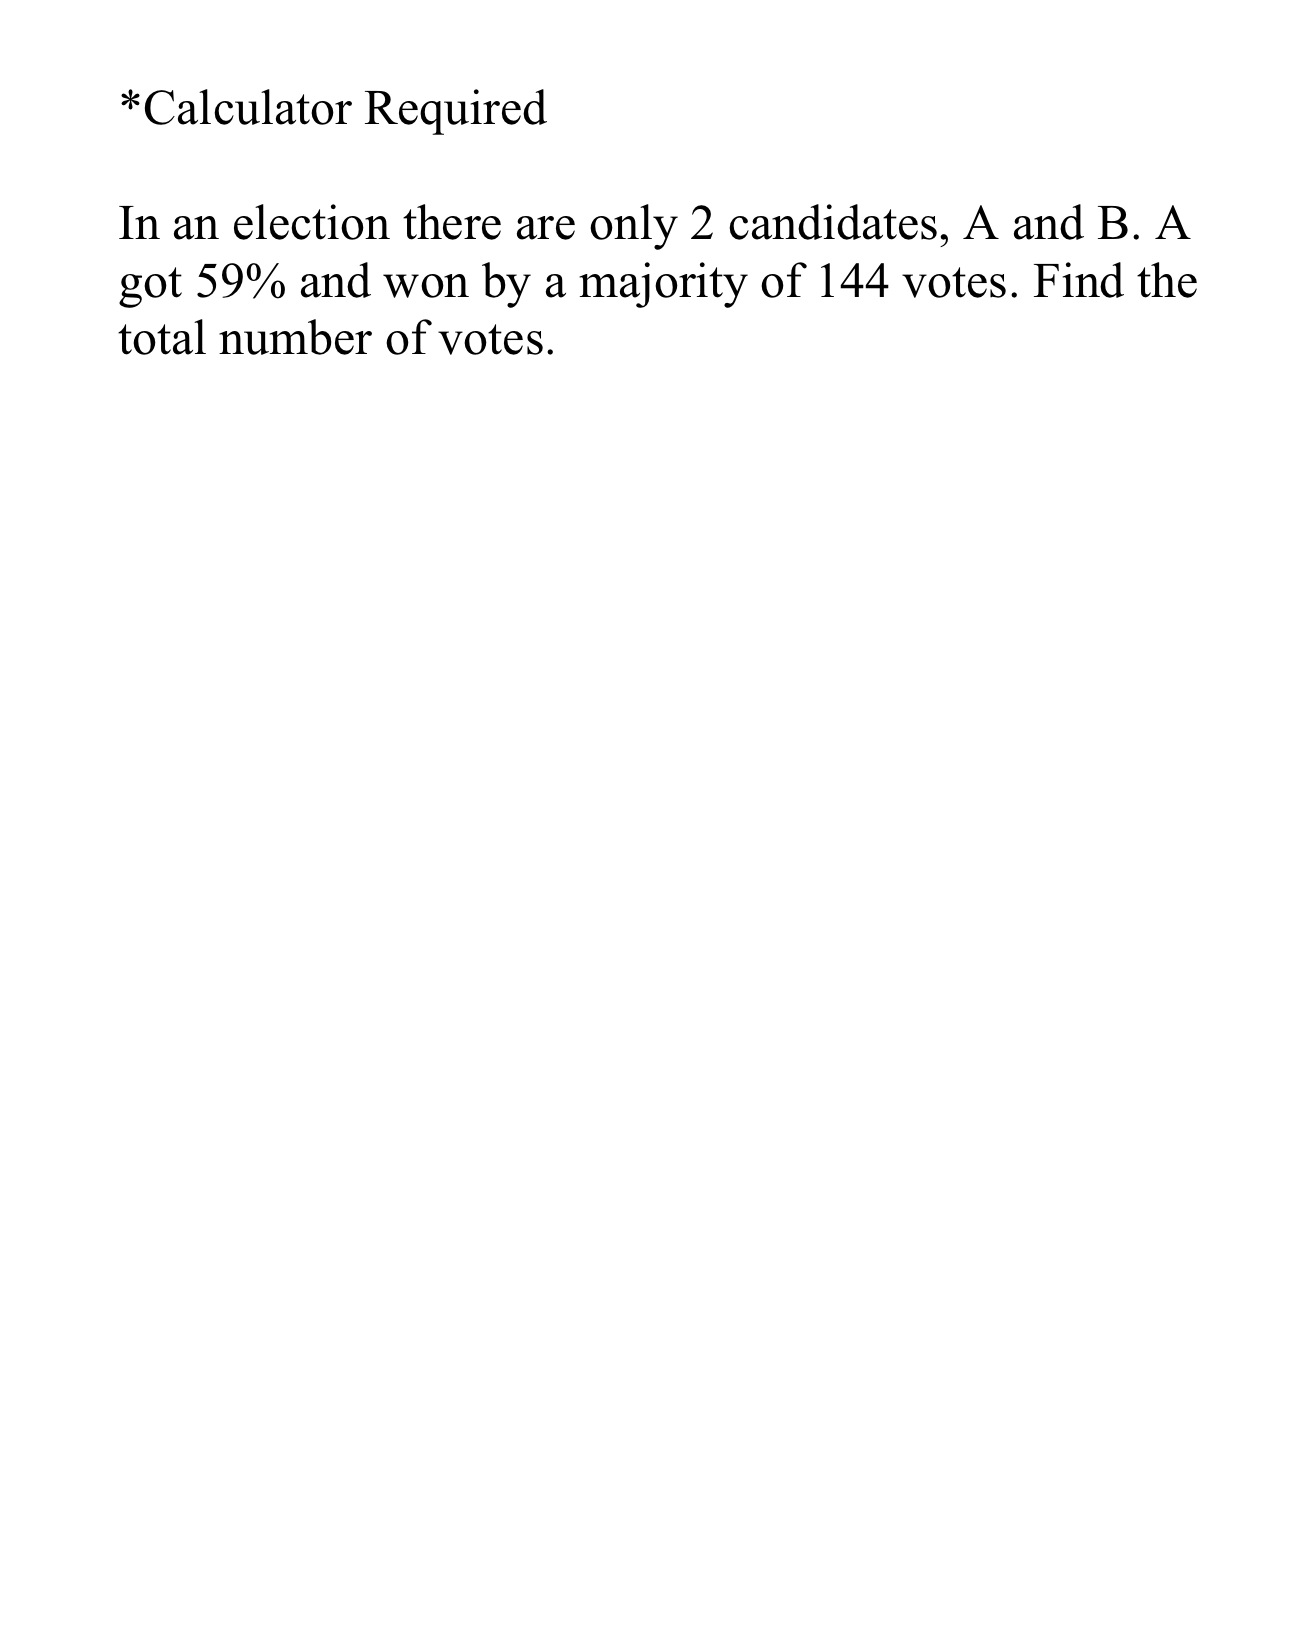 *Calculator Required
In an election there are only 2 candidates, A and B. A
got 59% and won by a majority of 144 votes. Find the
total number of votes.